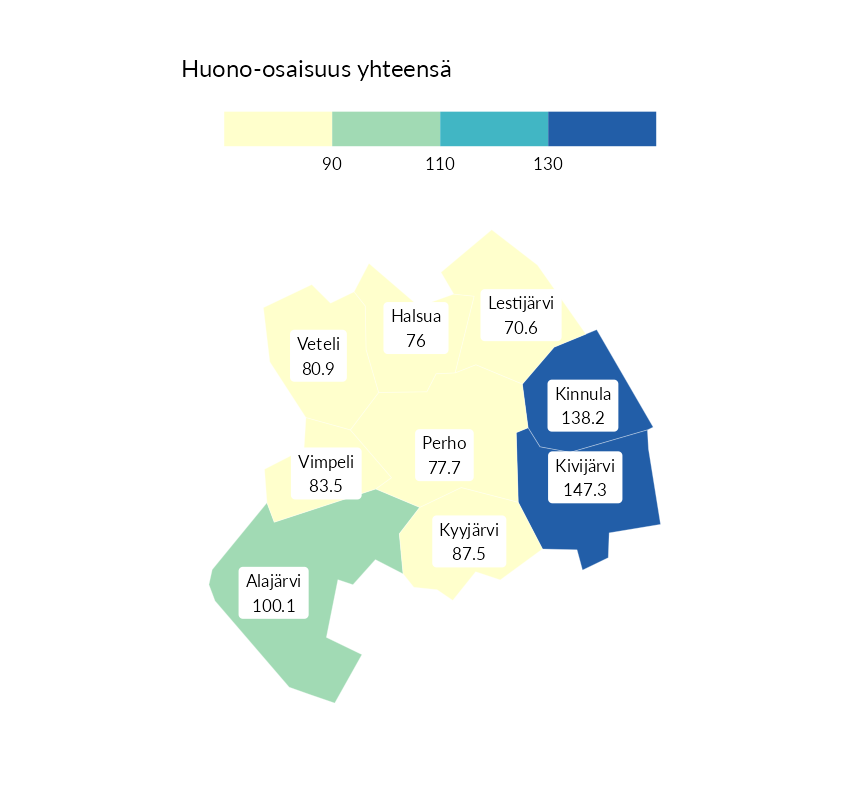 Huono-osaisuus yhteensä
90 110 130
Lestijärvi
70.6
Halsua
76
Veteli
80.9
Kinnula
138.2
Perho
77.7
Vimpeli
83.5
Kivijärvi
147.3
Kyyjärvi
87.5
Alajärvi
100.1